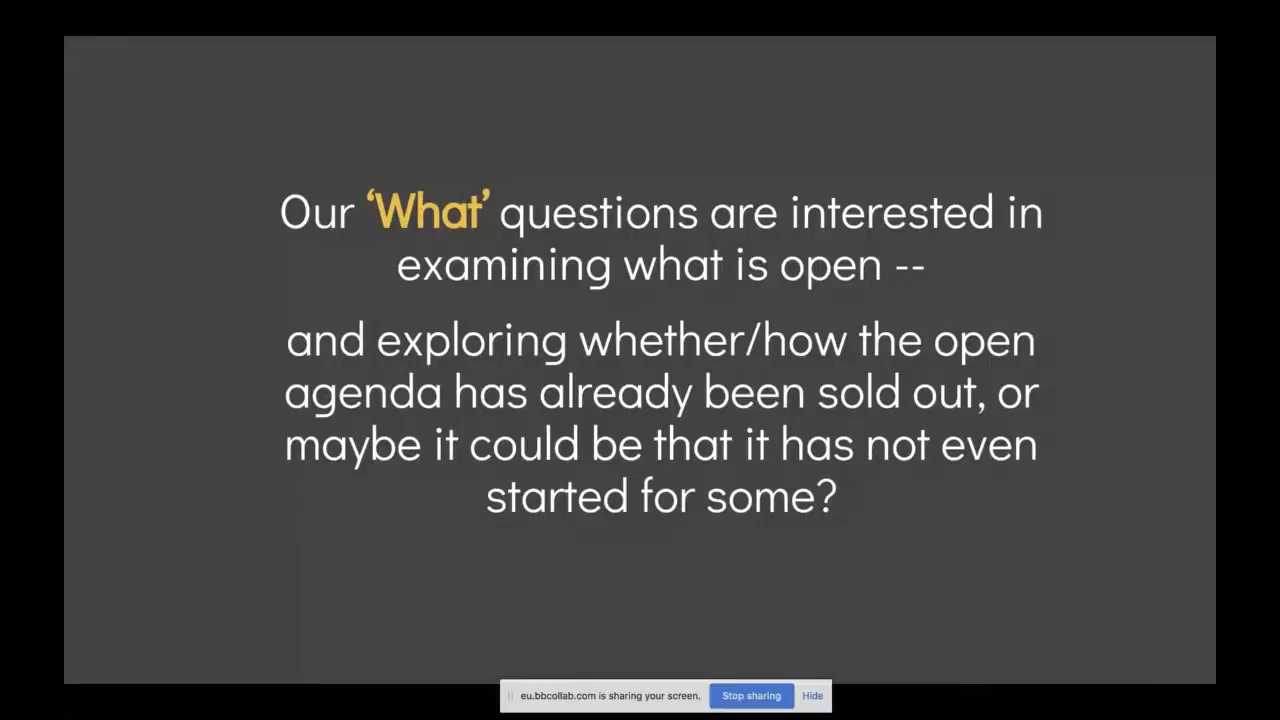 Our ‘What’ questions are interested in
examining what is open --
and exploring whether/how the open
agenda has already been sold out, or
maybe it could be that it has not even
started for some?
eu.bbcollab.com is sharing your screen. Stop sharing Hide